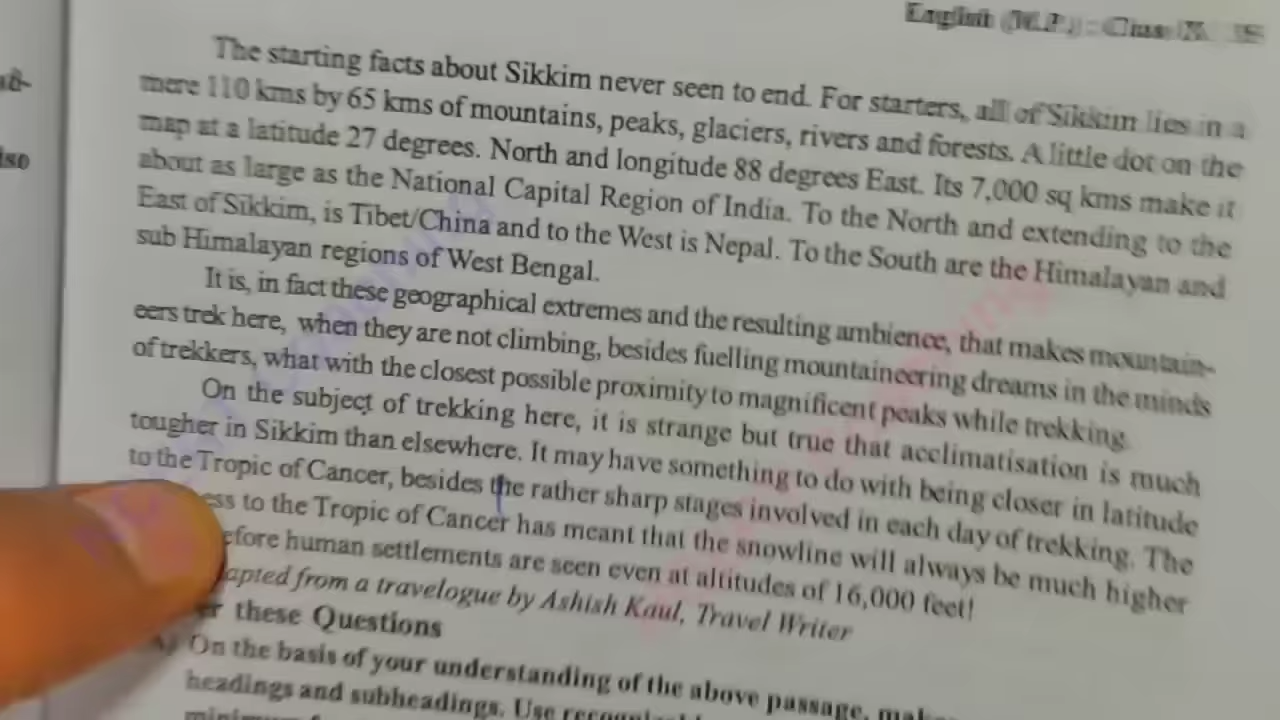 English (M.P.) : Class X
The starting facts about Sikkim never seen to end. For starters, all of Sikkim lies in a
mere 110 kms by 65 kms of mountains, peaks, glaciers, rivers and forests. A little dot on the
map at a latitude 27 degrees. North and longitude 88 degrees East. Its 7,000 sq kms make it
about as large as the National Capital Region of India. To the North and extending to the
East of Sikkim, is Tibet/China and to the West is Nepal. To the South are the Himalayan and
sub Himalayan regions of West Bengal.
It is, in fact these geographical extremes and the resulting ambience, that makes mountain-
eers trek here, when they are not climbing, besides fuelling mountaineering dreams in the minds
of trekkers, what with the closest possible proximity to magnificent peaks while trekking.
On the subject of trekking here, it is strange but true that acclimatisation is much
tougher in Sikkim than elsewhere. It may have something to do with being closer in latitude
to the Tropic of Cancer, besides the rather sharp stages involved in each day of trekking. The
ess to the Tropic of Cancer has meant that the snowline will always be much higher
efore human settlements are seen even at altitudes of 16,000 feet!
apted from a travelogue by Ashish Kaul, Travel Writer
er these Questions
On the basis of your understanding of the above passage, make
headings and subheadings. Use